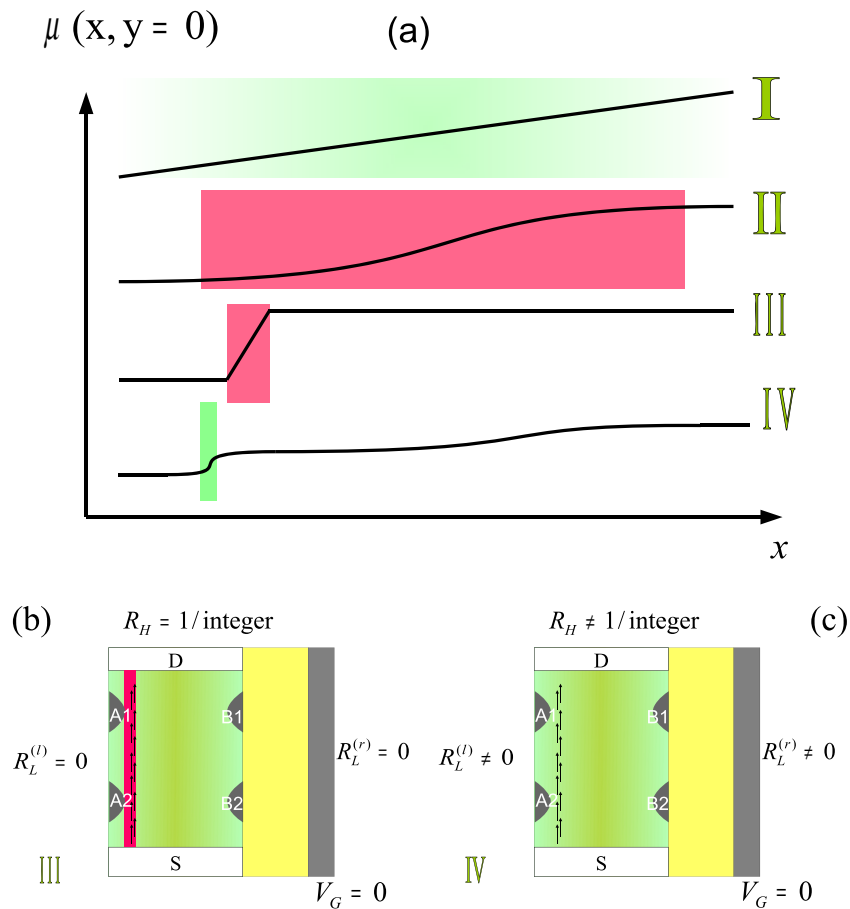 μ (x, y = 0)
(a)
I
II
III
IV
x
(b)
R_H = 1/integer
D
A1
B1
R_L^(l) = 0
R_L^(r) = 0
A2
B2
S
III
V_G = 0
R_H ≠ 1/integer
(c)
D
A1
B1
R_L^(l) ≠ 0
R_L^(r) ≠ 0
A2
B2
S
IV
V_G = 0